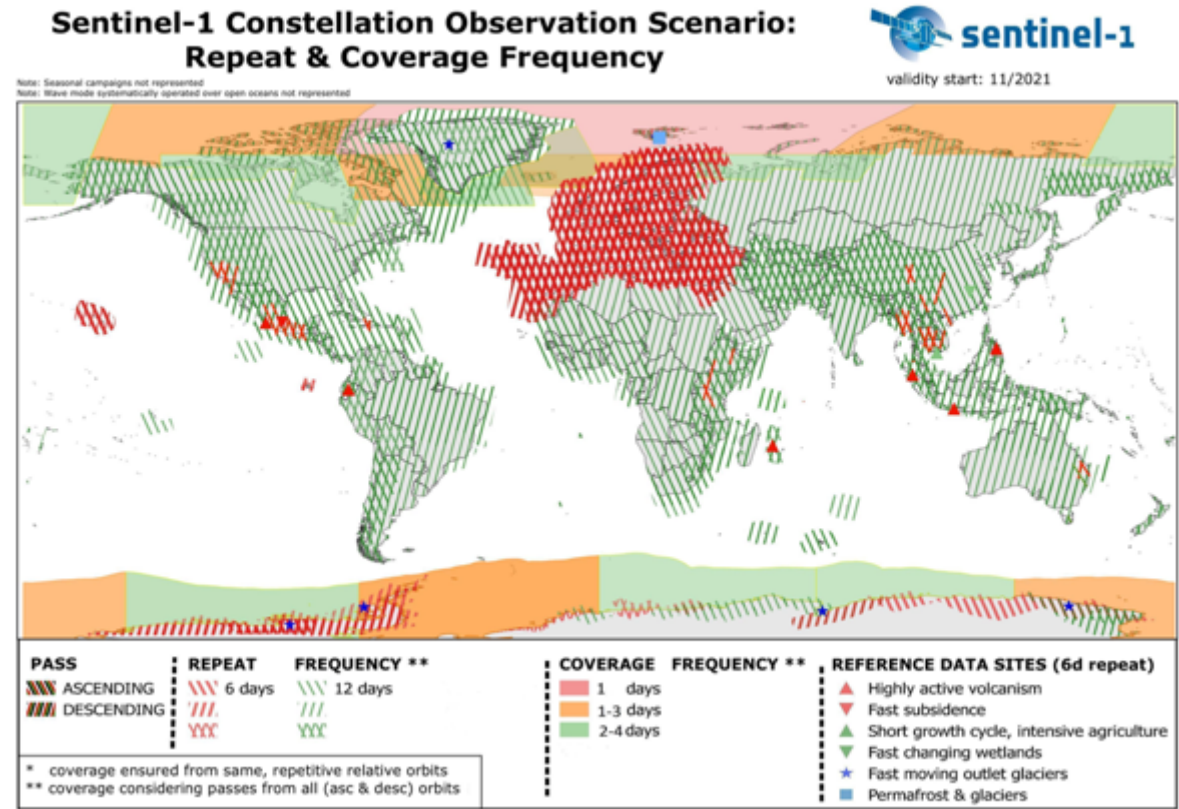 Sentinel-1 Constellation Observation Scenario:
Repeat & Coverage Frequency
sentinel-1
validity start: 11/2021
Note: Seasonal campaigns not represented
Note: Wave mode systematically operated over open oceans not represented
PASS
ASCENDING
DESCENDING
REPEAT FREQUENCY **
6 days 12 days
COVERAGE FREQUENCY **
1 days
1-3 days
2-4 days
REFERENCE DATA SITES (6d repeat)
Highly active volcanism
Fast subsidence
Short growth cycle, intensive agriculture
Fast changing wetlands
Fast moving outlet glaciers
Permafrost & glaciers
* coverage ensured from same, repetitive relative orbits
** coverage considering passes from all (asc & desc) orbits